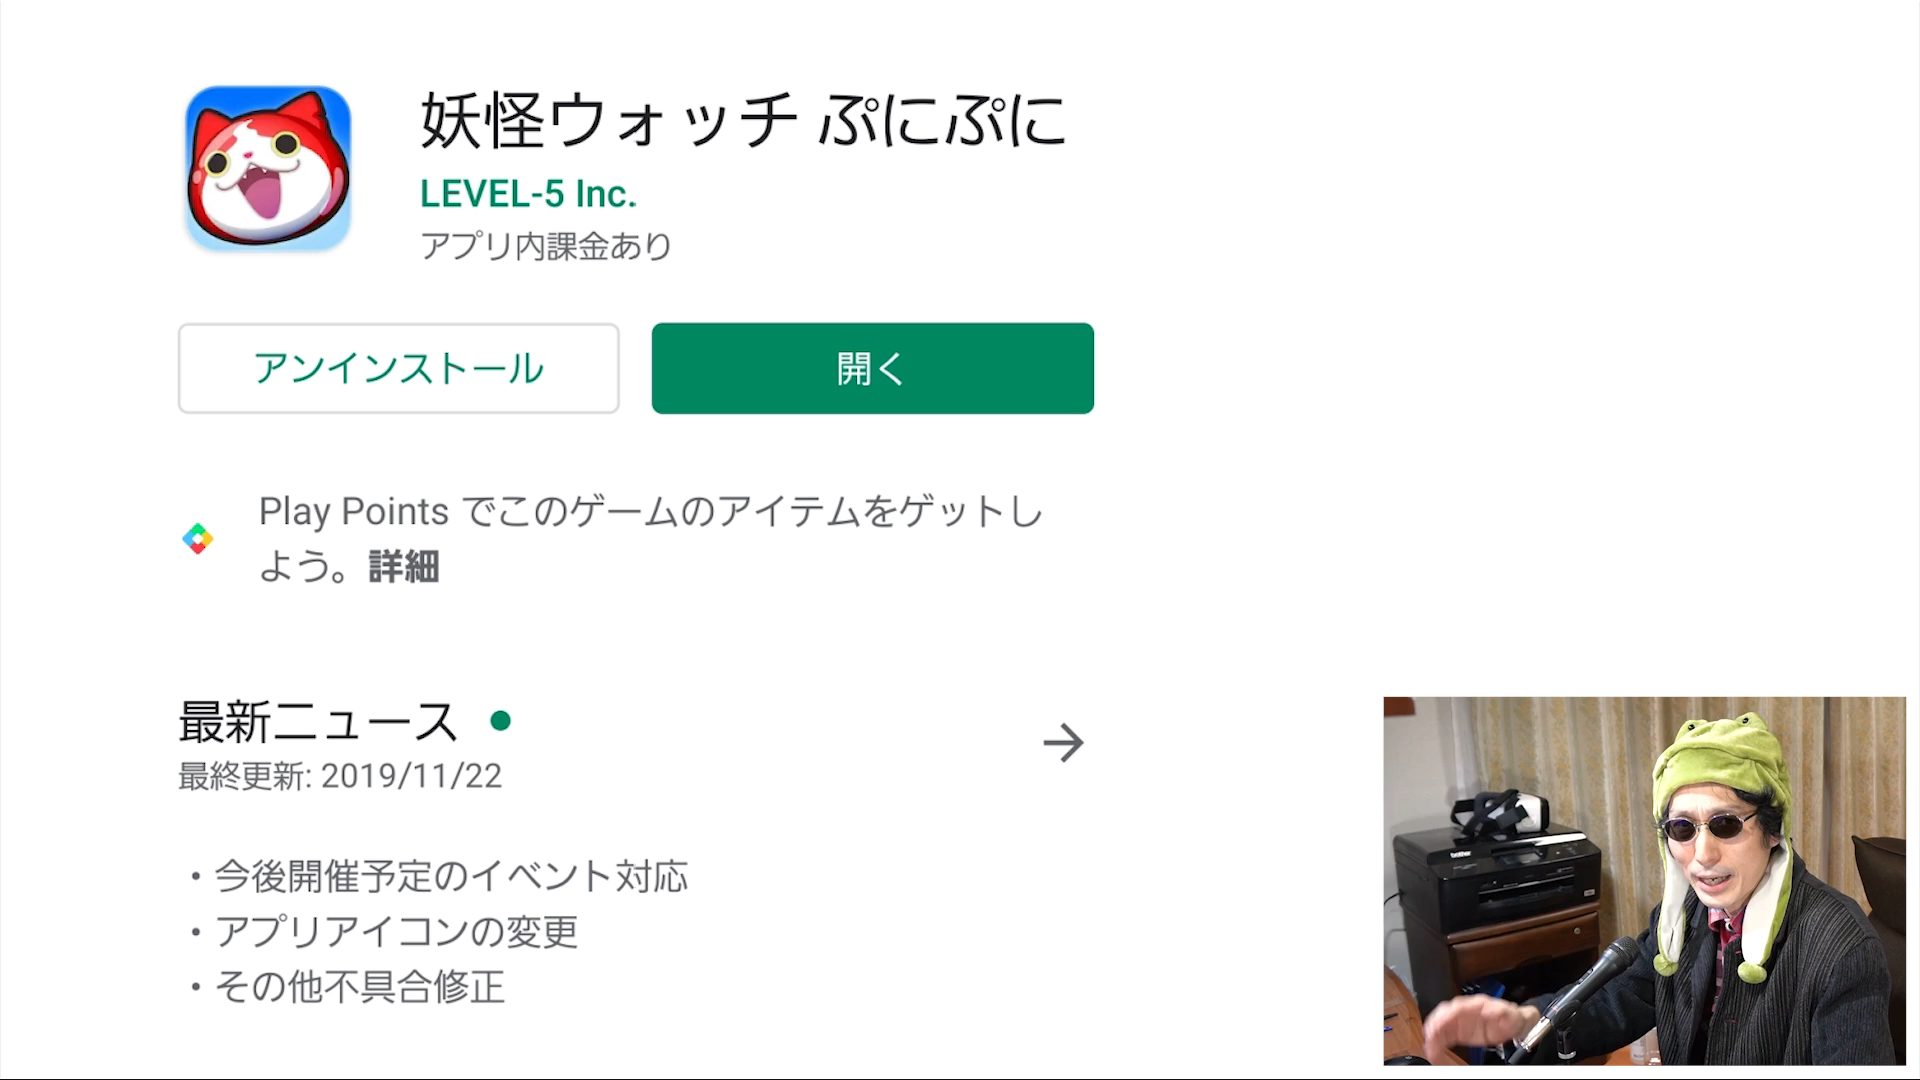 妖怪ウォッチ ぷにぷに
LEVEL-5 Inc.
アプリ内課金あり
アンインストール
開く
Play Points でこのゲームのアイテムをゲットし
よう。詳細
最新ニュース
最終更新: 2019/11/22
・今後開催予定のイベント対応
・アプリアイコンの変更
・その他不具合修正
brother